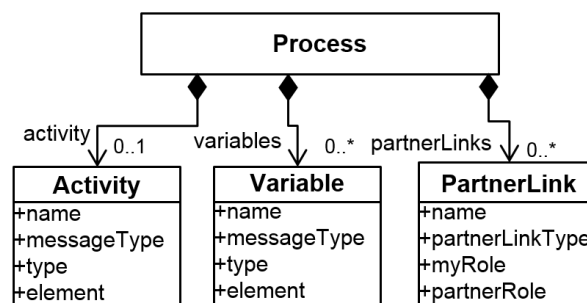 Process
activity
0..1
variables
0..*
partnerLinks
0..*
Activity
+name
+messageType
+type
+element
Variable
+name
+messageType
+type
+element
PartnerLink
+name
+partnerLinkType
+myRole
+partnerRole